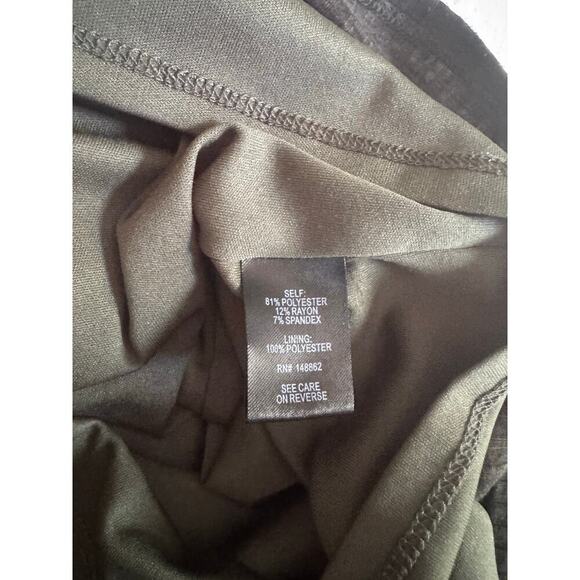 SELF:
81% POLYESTER
12% RAYON
7% SPANDEX
LINING:
100% POLYESTER
RN# 148862
SEE CARE
ON REVERSE